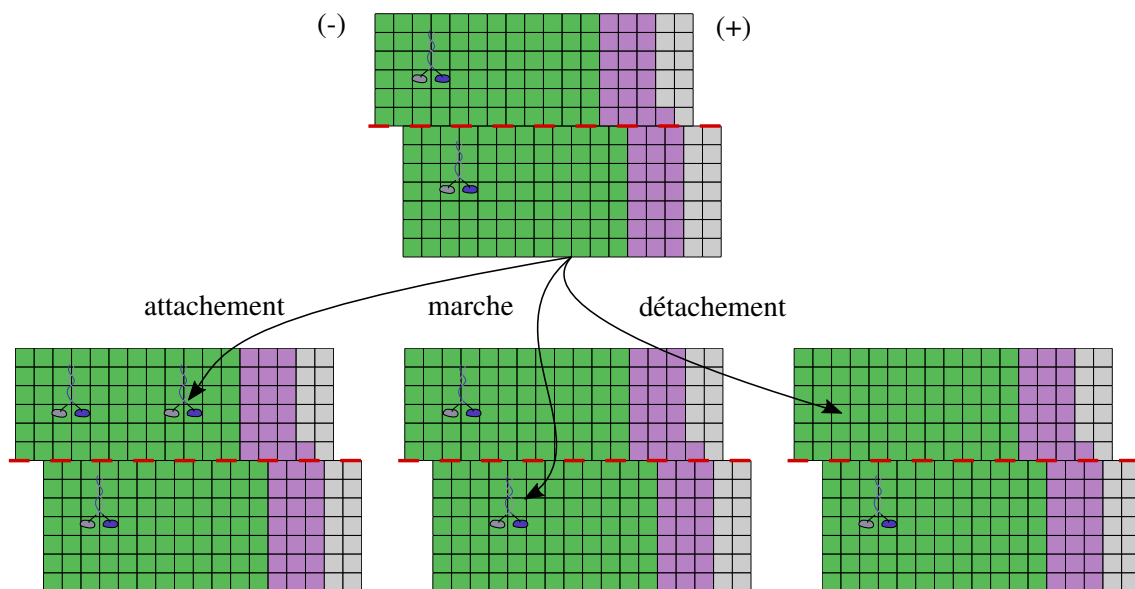 (-)
(+)
attachement
marche
détachement